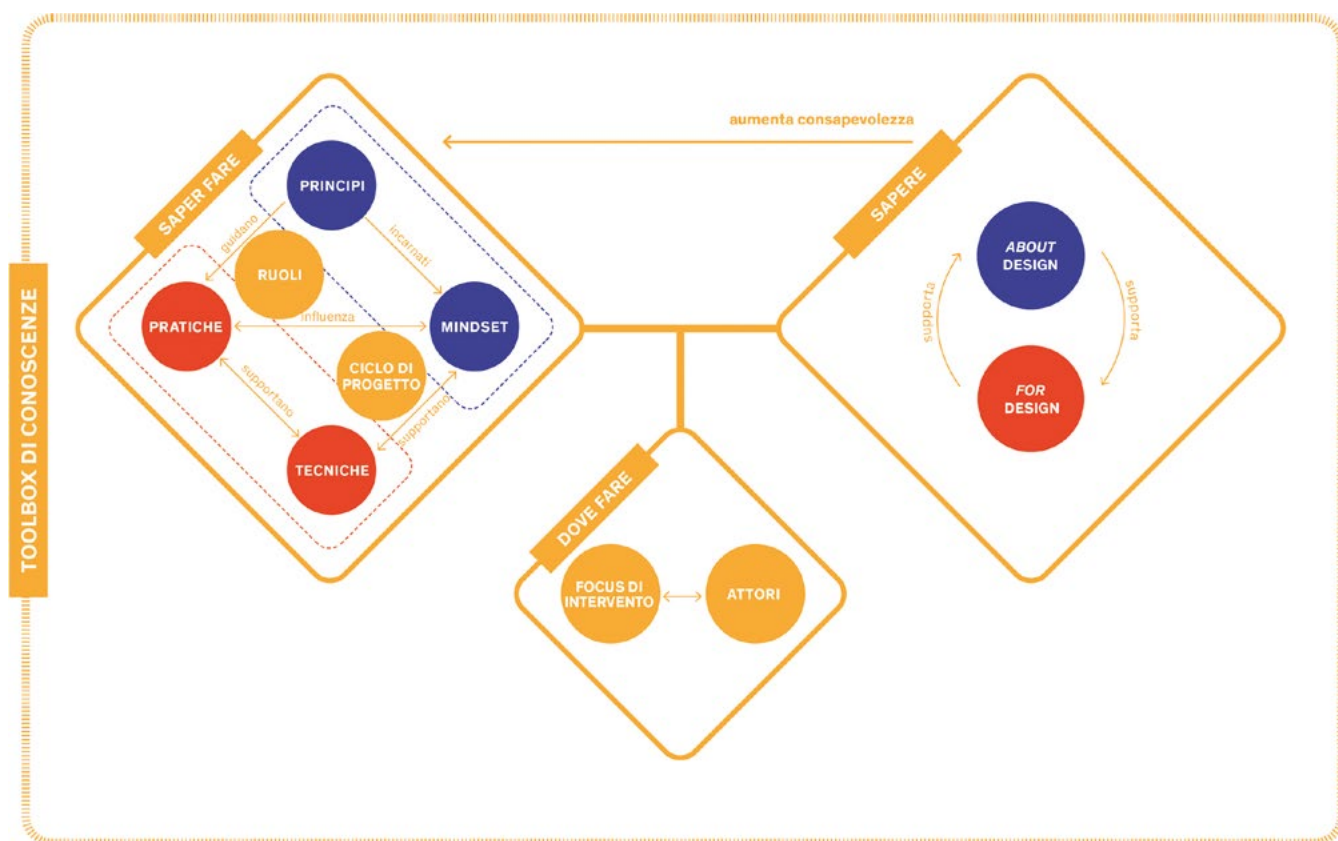 TOOLBOX DI CONOSCENZE
SAPER FARE
PRINCIPI
guidano
incarnati
RUOLI
PRATICHE
influenza
MINDSET
CICLO DI
PROGETTO
supportano
supportano
TECNICHE
aumenta consapevolezza
SAPERE
ABOUT
DESIGN
supporta
supporta
FOR
DESIGN
DOVE FARE
FOCUS DI
INTERVENTO
ATTORI